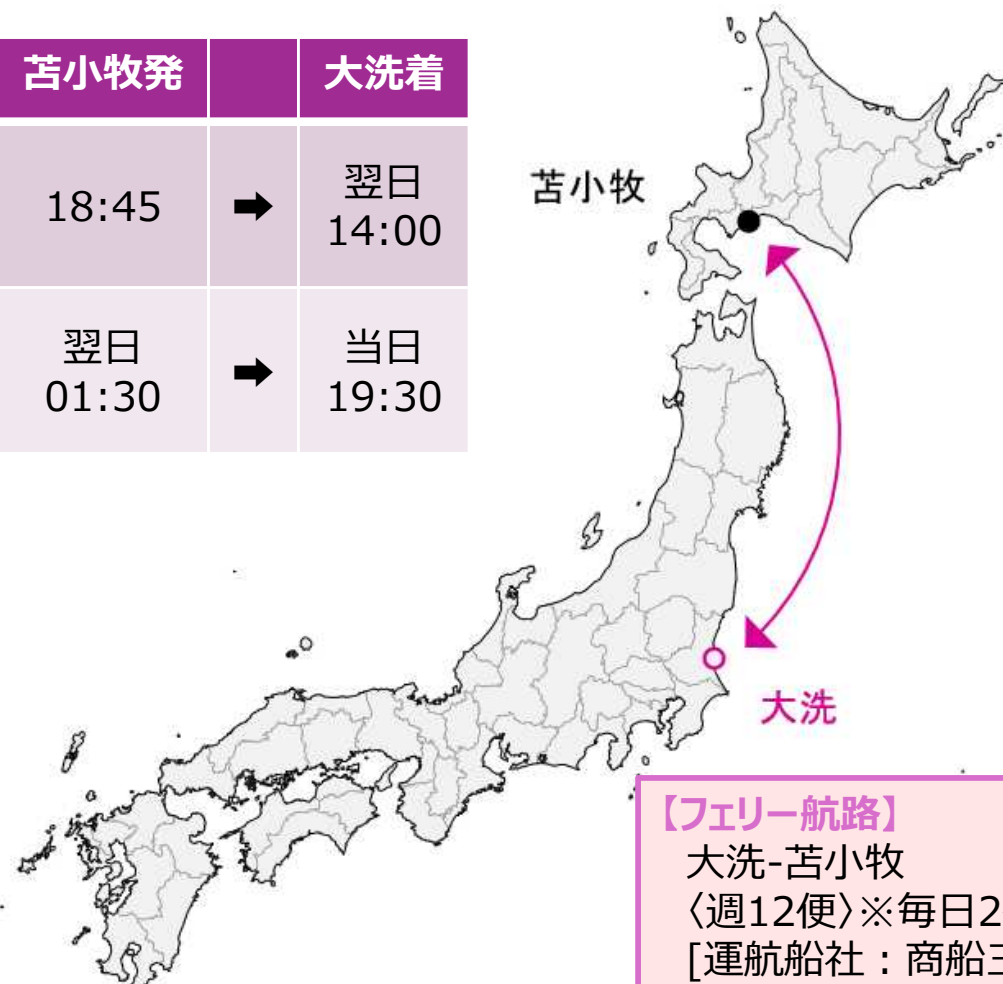 苫小牧発 大洗着
18:45 ➡ 翌日
14:00
翌日
01:30 ➡ 当日
19:30
苫小牧
大洗
【フェリー航路】
大洗-苫小牧
〈週12便〉※毎日2
[運航船社：商船三